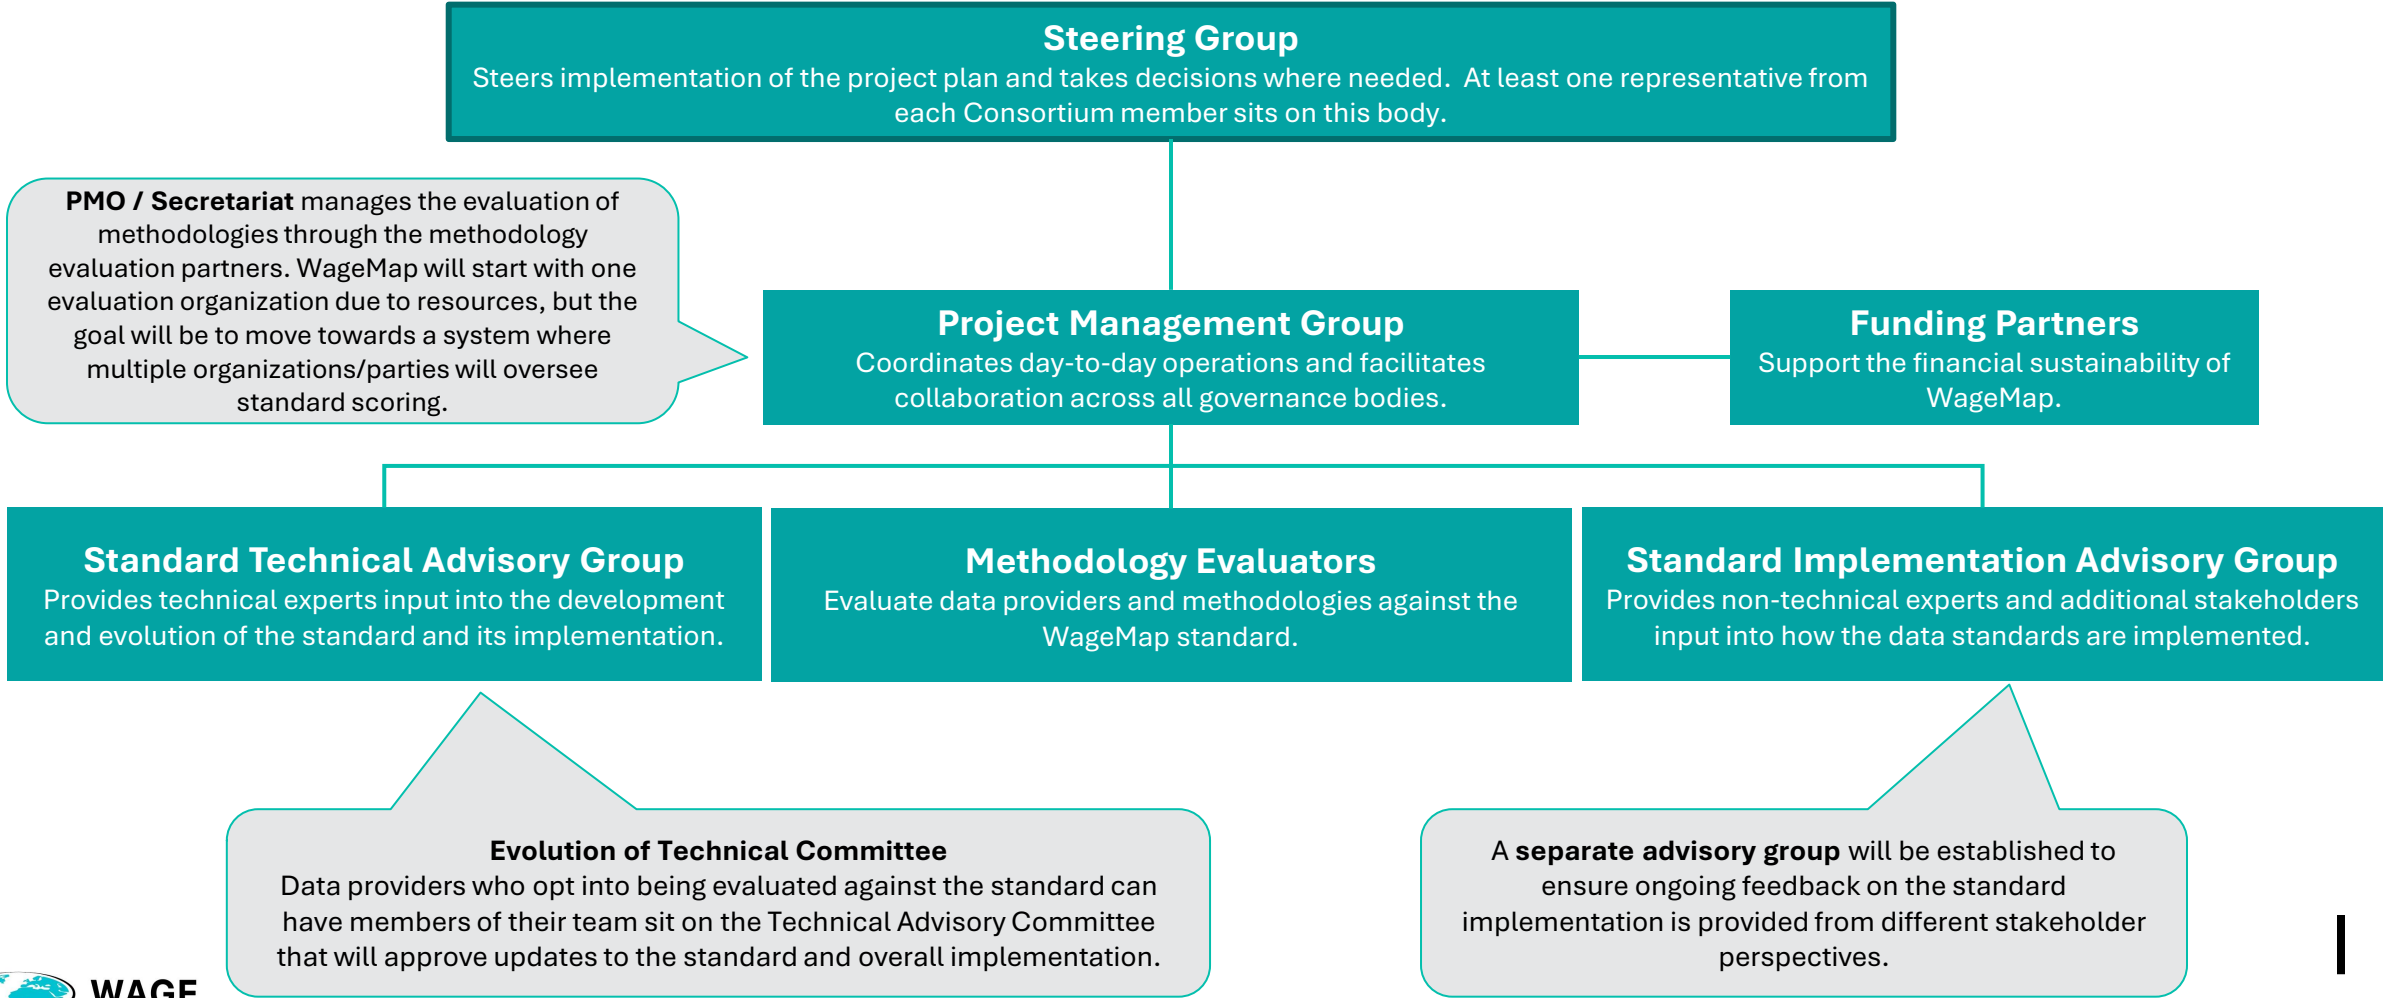 Steering Group
Steers implementation of the project plan and takes decisions where needed.  At least one representative from
each Consortium member sits on this body.
PMO / Secretariat manages the evaluation of
methodologies through the methodology
evaluation partners. WageMap will start with one
evaluation organization due to resources, but the
goal will be to move towards a system where
multiple organizations/parties will oversee
standard scoring.
Project Management Group
Coordinates day-to-day operations and facilitates
collaboration across all governance bodies.
Funding Partners
Support the financial sustainability of
WageMap.
Standard Technical Advisory Group
Provides technical experts input into the development
and evolution of the standard and its implementation.
Methodology Evaluators
Evaluate data providers and methodologies against the
WageMap standard.
Standard Implementation Advisory Group
Provides non-technical experts and additional stakeholders
input into how the data standards are implemented.
Evolution of Technical Committee
Data providers who opt into being evaluated against the standard can
have members of their team sit on the Technical Advisory Committee
that will approve updates to the standard and overall implementation.
A separate advisory group will be established to
ensure ongoing feedback on the standard
implementation is provided from different stakeholder
perspectives.
WAGE